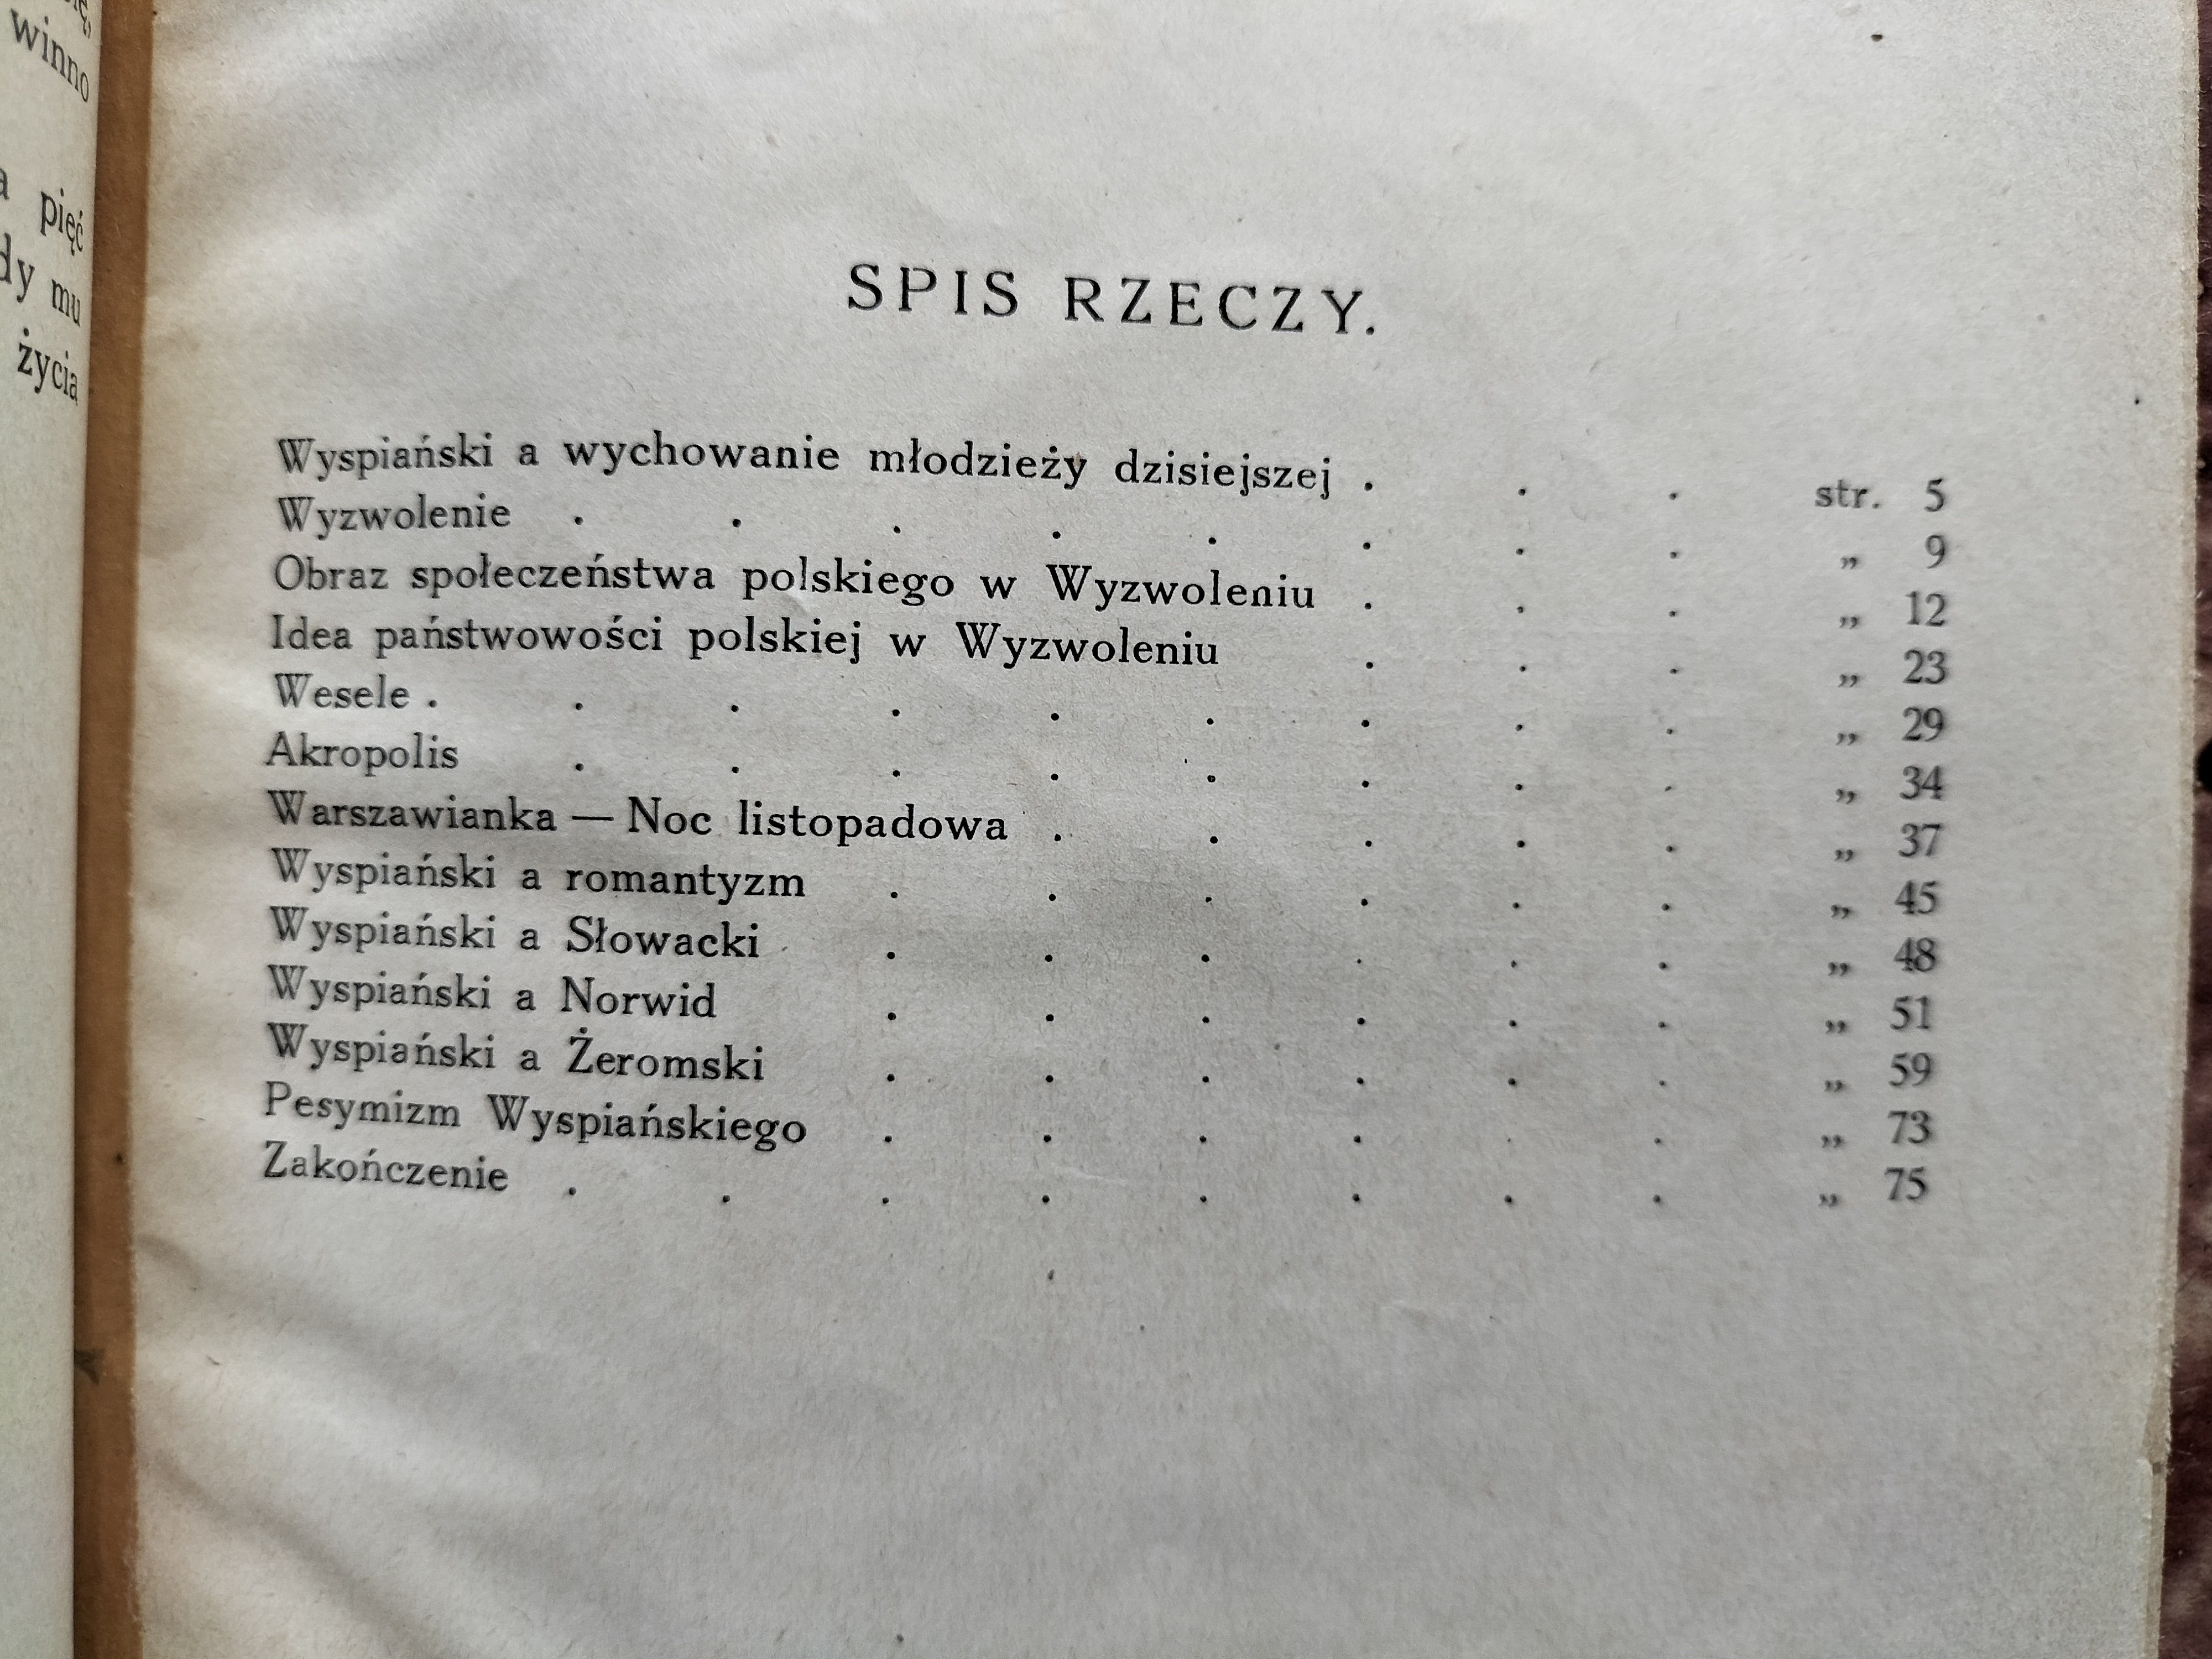 winno
pięć
mu
życia
SPIS RZECZY.
Wyspiański a wychowanie młodzieży dzisiejszej . . . str. 5
Wyzwolenie . . . . . . . . „ 9
Obraz społeczeństwa polskiego w Wyzwoleniu . . . „ 12
Idea państwowości polskiej w Wyzwoleniu . . . „ 23
Wesele . . . . . . . . . „ 29
Akropolis . . . . . . . . „ 34
Warszawianka — Noc listopadowa . . . . . „ 37
Wyspiański a romantyzm . . . . . . „ 45
Wyspiański a Słowacki . . . . . . „ 48
Wyspiański a Norwid . . . . . . „ 51
Wyspiański a Żeromski . . . . . . „ 59
Pesymizm Wyspiańskiego . . . . . . „ 73
Zakończenie . . . . . . . . „ 75